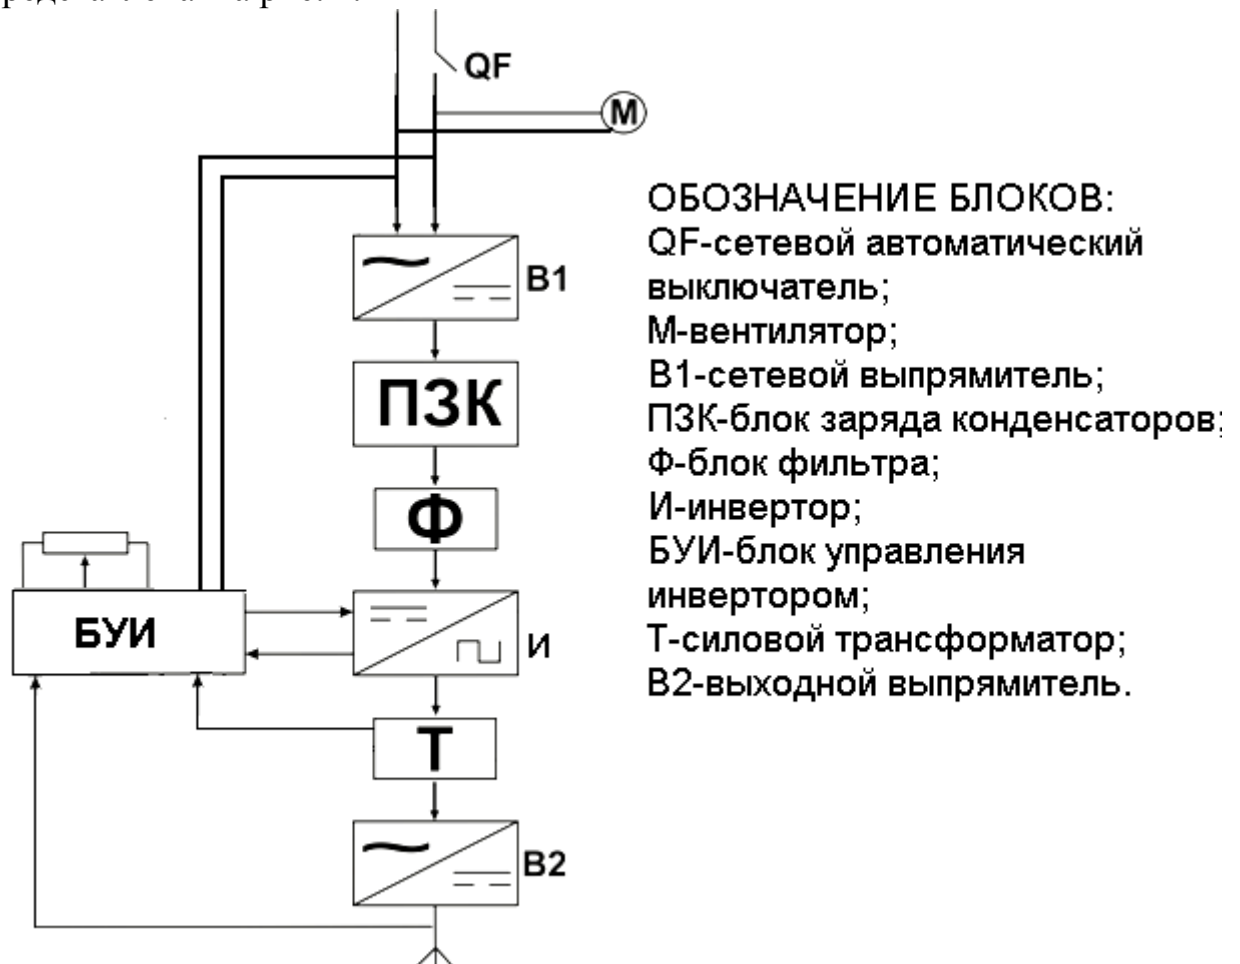 QF
M
ОБОЗНАЧЕНИЕ БЛОКОВ:
QF-сетевой автоматический
выключатель;
М-вентилятор;
В1-сетевой выпрямитель;
ПЗК-блок заряда конденсаторов;
Ф-блок фильтра;
И-инвертор;
БУИ-блок управления
инвертором;
Т-силовой трансформатор;
В2-выходной выпрямитель.
В1
ПЗК
Ф
БУИ
И
Т
В2